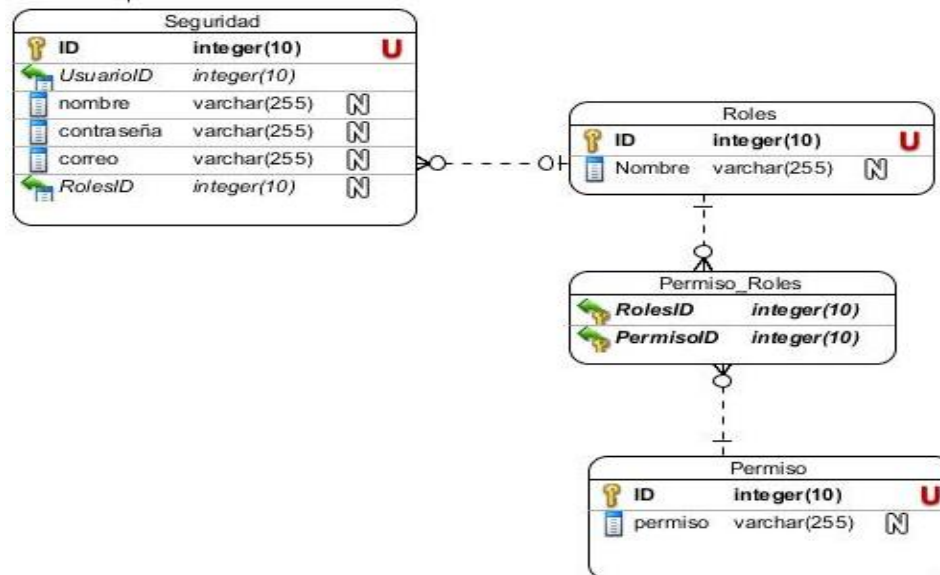 Seguridad
ID integer(10) U
UsuarioID integer(10)
nombre varchar(255) N
contraseña varchar(255) N
correo varchar(255) N
RolesID integer(10) N
Roles
ID integer(10) U
Nombre varchar(255) N
Permiso_Roles
RolesID integer(10)
PermisoID integer(10)
Permiso
ID integer(10) U
permiso varchar(255) N